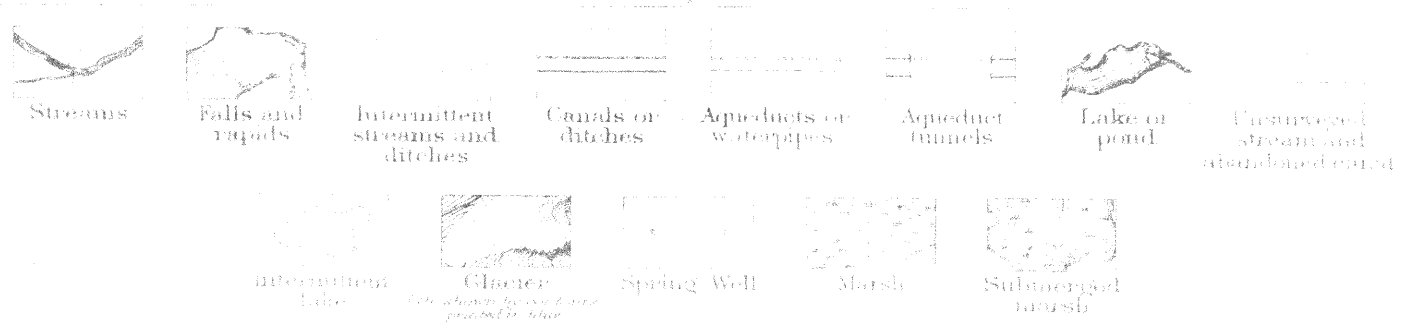 Streams
Falls and
rapids
Intermittent
streams and
ditches
Canals or
ditches
Aqueducts or
waterpipes
Aqueduct
tunnels
Lake or
pond
Unsurveyed
stream and
abandoned
Intermittent
lake
Glacier
Spring Well
Marsh
Submerged
marsh